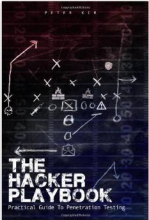 PETER KIM
THE
HACKER
PLAYBOOK
Practical Guide To Penetration Testing